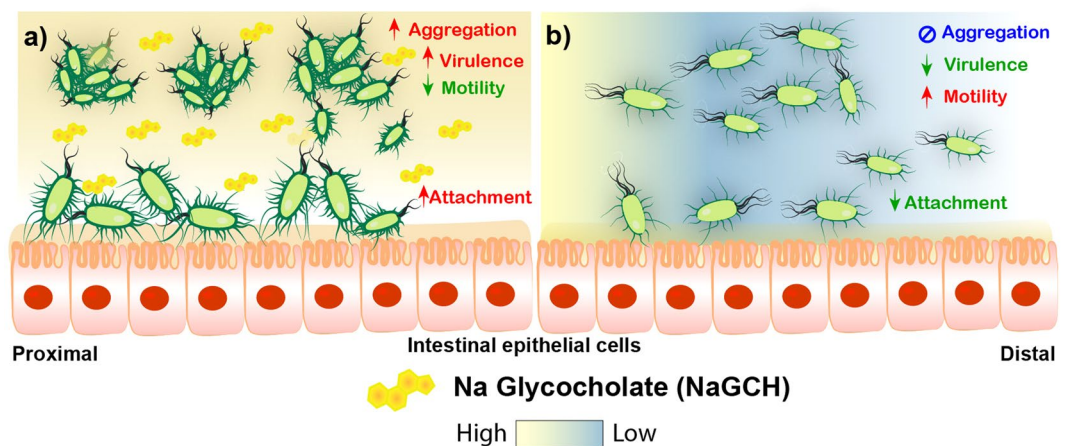 a)
Aggregation
Virulence
Motility
Attachment
b)
Aggregation
Virulence
Motility
Attachment
Proximal
Intestinal epithelial cells
Distal
Na Glycocholate (NaGCH)
High
Low